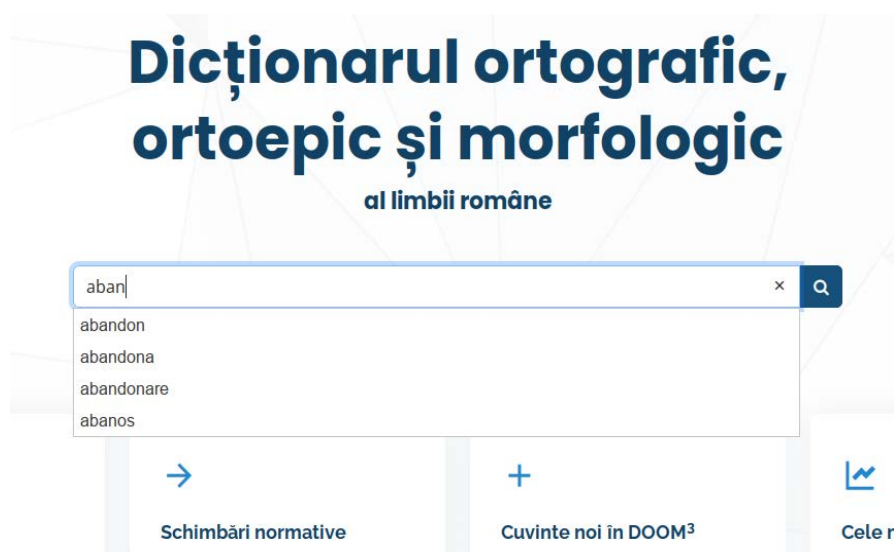 Dicționarul ortografic,
ortoepic și morfologic
al limbii române
aban
abandon
abandona
abandonare
abanos
Schimbări normative
Cuvinte noi în DOOM³
Cele